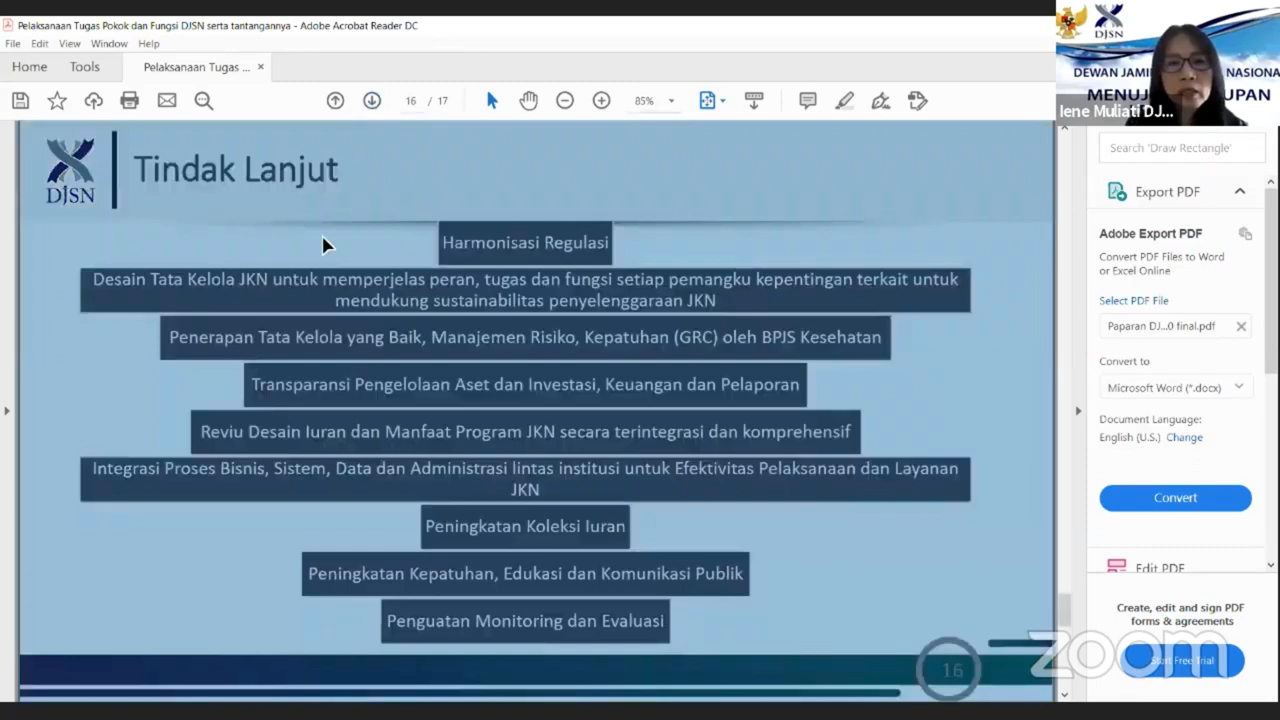 Pelaksanaan Tugas Pokok dan Fungsi DJSN serta tantangannya - Adobe Acrobat Reader DC
File Edit View Window Help
Home Tools Pelaksanaan Tugas ... ×
16 / 17 85%
DJSN
DEWAN JAMI NASIONA
MENUJ UPAN
Iene Muliati DJ...
Search 'Draw Rectangle'
Export PDF
Adobe Export PDF
Convert PDF Files to Word
or Excel Online
Select PDF File
Paparan DJ...0 final.pdf
Convert to
Microsoft Word (*.docx)
Document Language:
English (U.S.) Change
Convert
Edit PDF
Create, edit and sign PDF
forms & agreements
Start Free Trial
zoom
DJSN
Tindak Lanjut
Harmonisasi Regulasi
Desain Tata Kelola JKN untuk memperjelas peran, tugas dan fungsi setiap pemangku kepentingan terkait untuk
mendukung sustainabilitas penyelenggaraan JKN
Penerapan Tata Kelola yang Baik, Manajemen Risiko, Kepatuhan (GRC) oleh BPJS Kesehatan
Transparansi Pengelolaan Aset dan Investasi, Keuangan dan Pelaporan
Reviu Desain Iuran dan Manfaat Program JKN secara terintegrasi dan komprehensif
Integrasi Proses Bisnis, Sistem, Data dan Administrasi lintas institusi untuk Efektivitas Pelaksanaan dan Layanan
JKN
Peningkatan Koleksi Iuran
Peningkatan Kepatuhan, Edukasi dan Komunikasi Publik
Penguatan Monitoring dan Evaluasi
16